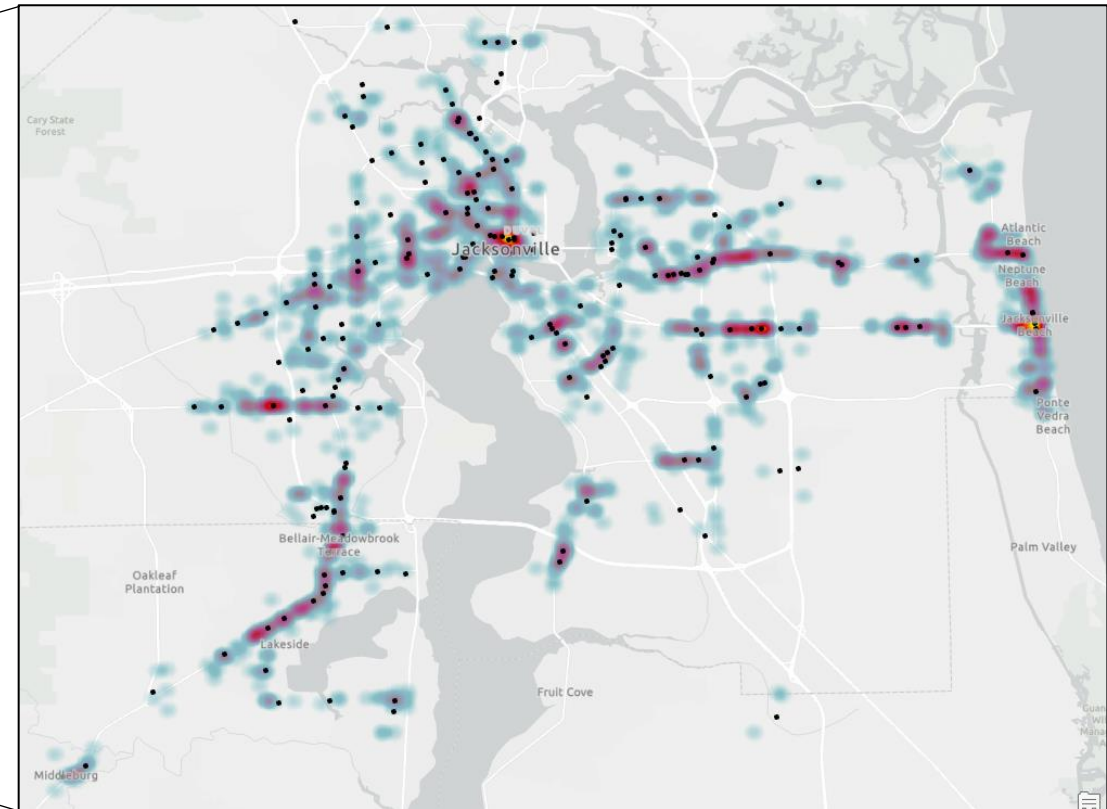 Cary State
Forest
Jacksonville
Atlantic
Beach
Neptune
Beach
Jacksonville
Beach
Ponte
Vedra
Beach
Bellair-Meadowbrook
Terrace
Palm Valley
Oakleaf
Plantation
Lakeside
Fruit Cove
Middleburg